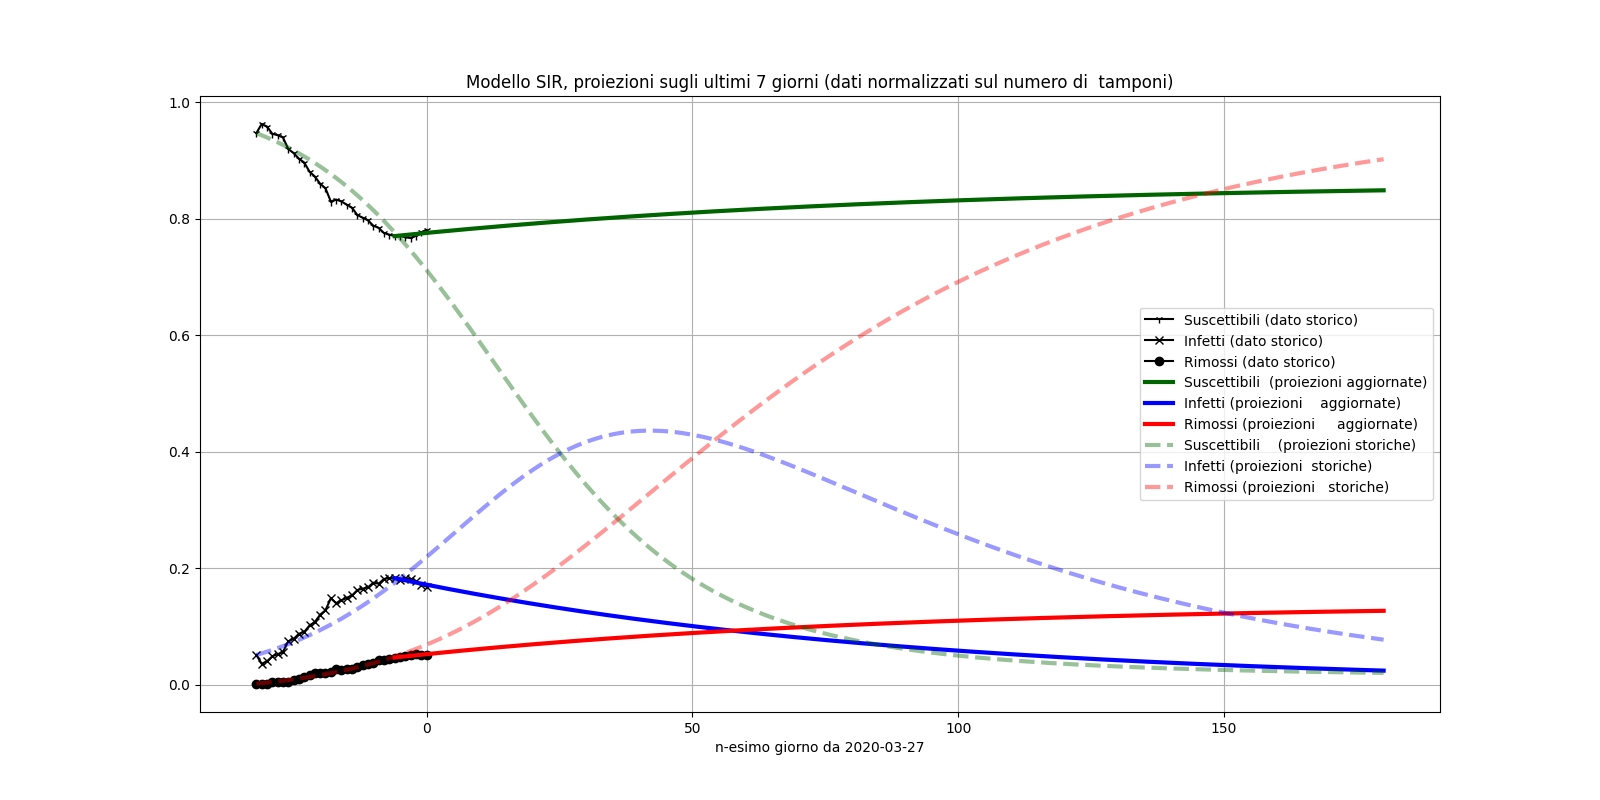 Modello SIR, proiezioni sugli ultimi 7 giorni (dati normalizzati sul numero di  tamponi)
1.0
0.8
0.6
0.4
0.2
0.0
Suscettibili (dato storico)
Infetti (dato storico)
Rimossi (dato storico)
Suscettibili  (proiezioni aggiornate)
Infetti (proiezioni    aggiornate)
Rimossi (proiezioni     aggiornate)
Suscettibili    (proiezioni storiche)
Infetti (proiezioni  storiche)
Rimossi (proiezioni   storiche)
0 50 100 150
n-esimo giorno da 2020-03-27